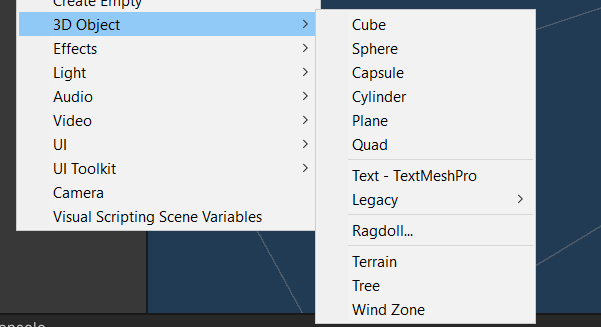 Create Empty
3D Object
Effects
Light
Audio
Video
UI
UI Toolkit
Camera
Visual Scripting Scene Variables
Cube
Sphere
Capsule
Cylinder
Plane
Quad
Text - TextMeshPro
Legacy
Ragdoll...
Terrain
Tree
Wind Zone
onsole